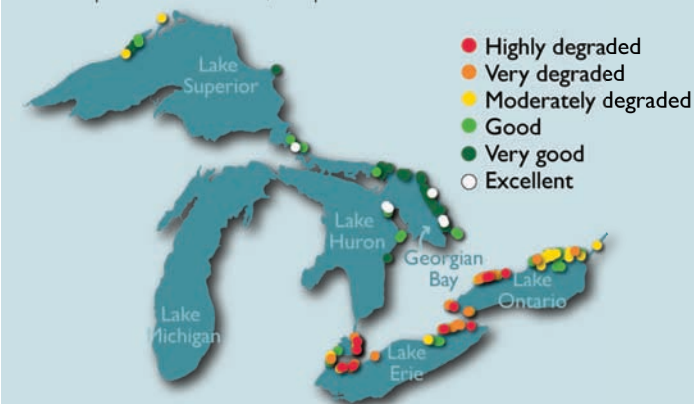 Lake
Superior
Highly degraded
Very degraded
Moderately degraded
Good
Very good
Excellent
Lake
Huron
Georgian
Bay
Lake
Ontario
Lake
Michigan
Lake
Erie